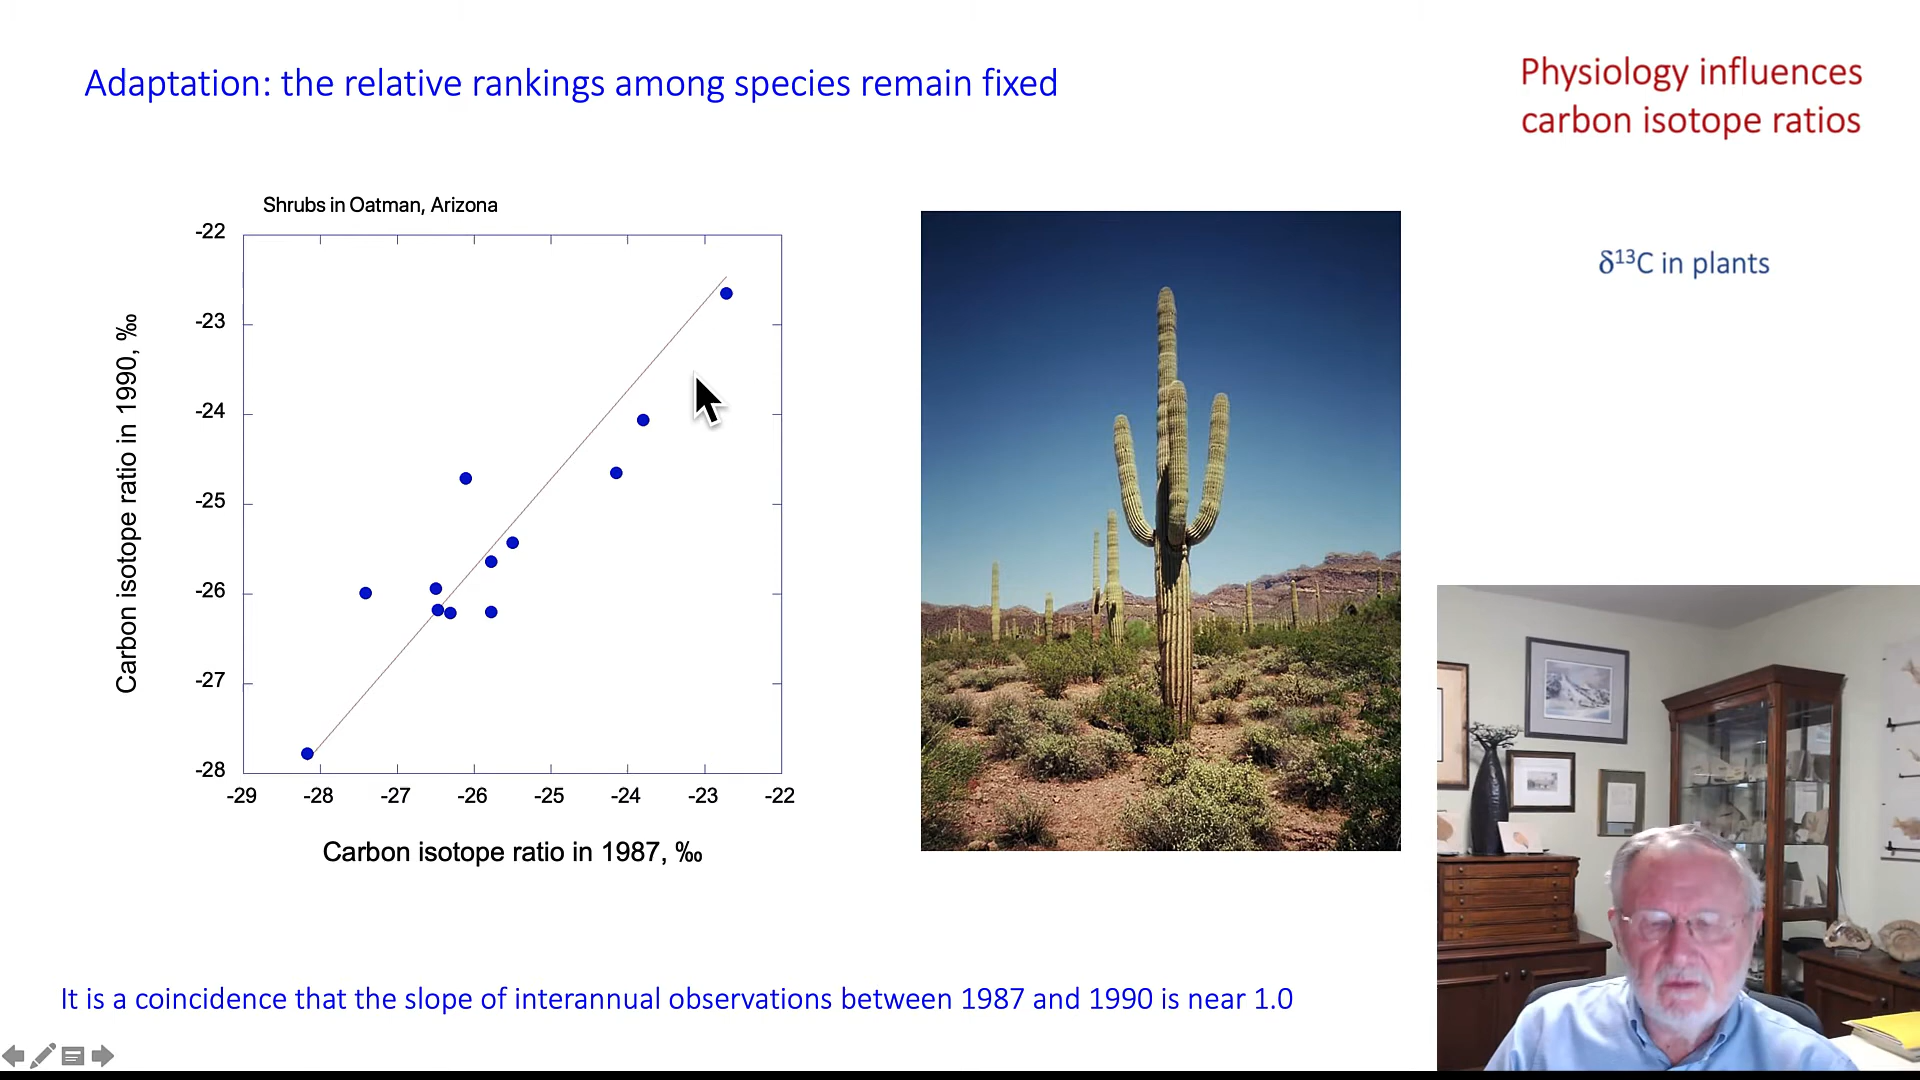 Adaptation: the relative rankings among species remain fixed
Physiology influences
carbon isotope ratios
δ¹³C in plants
Shrubs in Oatman, Arizona
Carbon isotope ratio in 1990, ‰
-22
-23
-24
-25
-26
-27
-28
-29 -28 -27 -26 -25 -24 -23 -22
Carbon isotope ratio in 1987, ‰
It is a coincidence that the slope of interannual observations between 1987 and 1990 is near 1.0